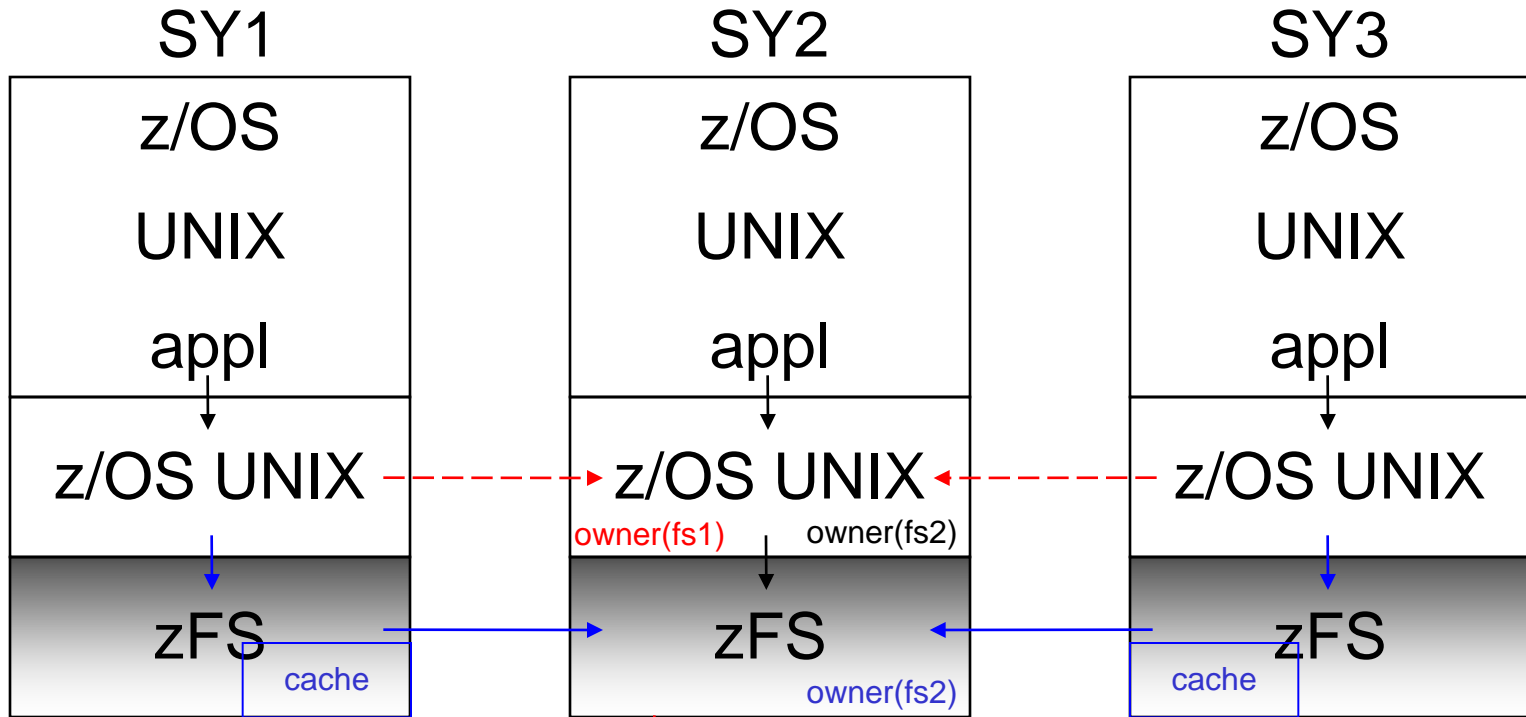 SY1
SY2
SY3
z/OS
z/OS
z/OS
UNIX
UNIX
UNIX
appl
appl
appl
z/OS UNIX
z/OS UNIX
z/OS UNIX
owner(fs1)
owner(fs2)
zFS
zFS
zFS
cache
owner(fs2)
cache